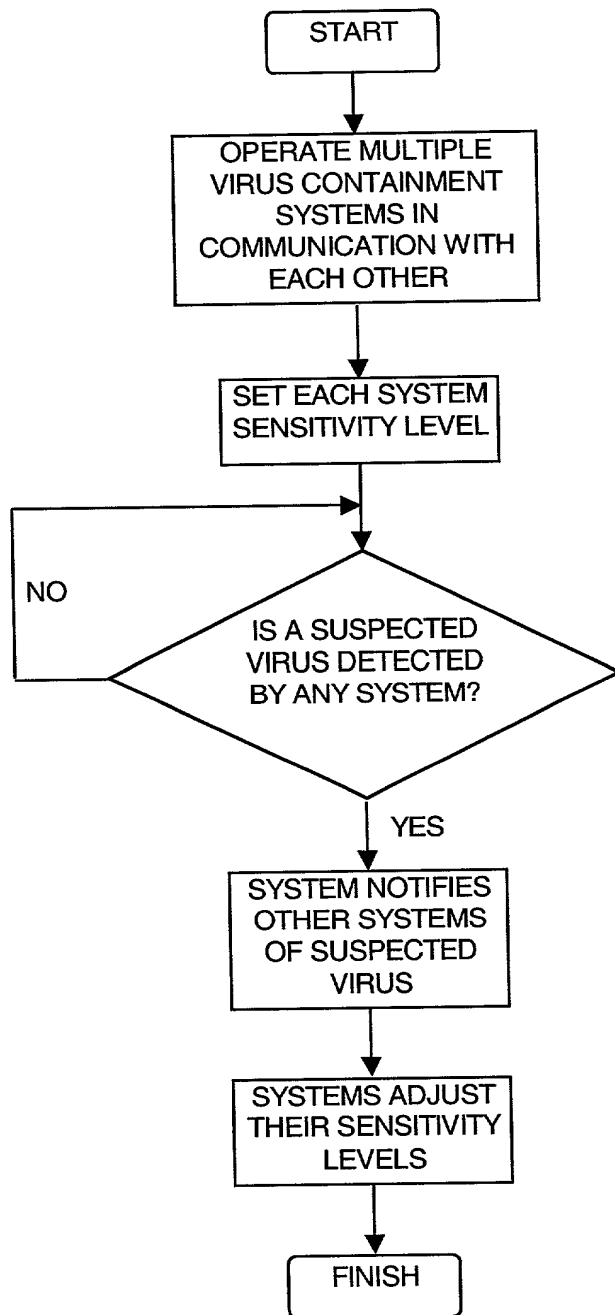 START
OPERATE MULTIPLE
VIRUS CONTAINMENT
SYSTEMS IN
COMMUNICATION WITH
EACH OTHER
SET EACH SYSTEM
SENSITIVITY LEVEL
NO
IS A SUSPECTED
VIRUS DETECTED
BY ANY SYSTEM?
YES
SYSTEM NOTIFIES
OTHER SYSTEMS
OF SUSPECTED
VIRUS
SYSTEMS ADJUST
THEIR SENSITIVITY
LEVELS
FINISH